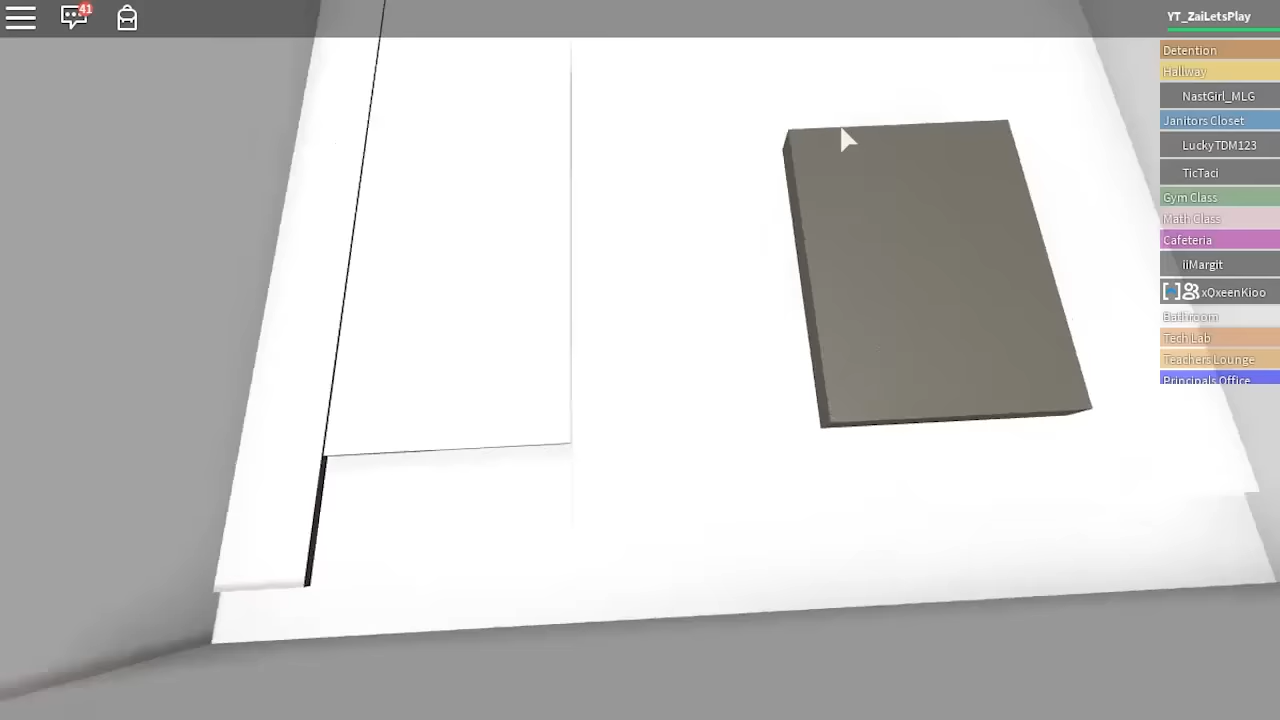 41
YT_ZaiLetsPlay
Detention
Hallway
NastGirl_MLG
Janitors Closet
LuckyTDM123
TicTaci
Gym Class
Math Class
Cafeteria
iiMargit
xQxeenKioo
Bathroom
Tech Lab
Teachers Lounge
Principals Office